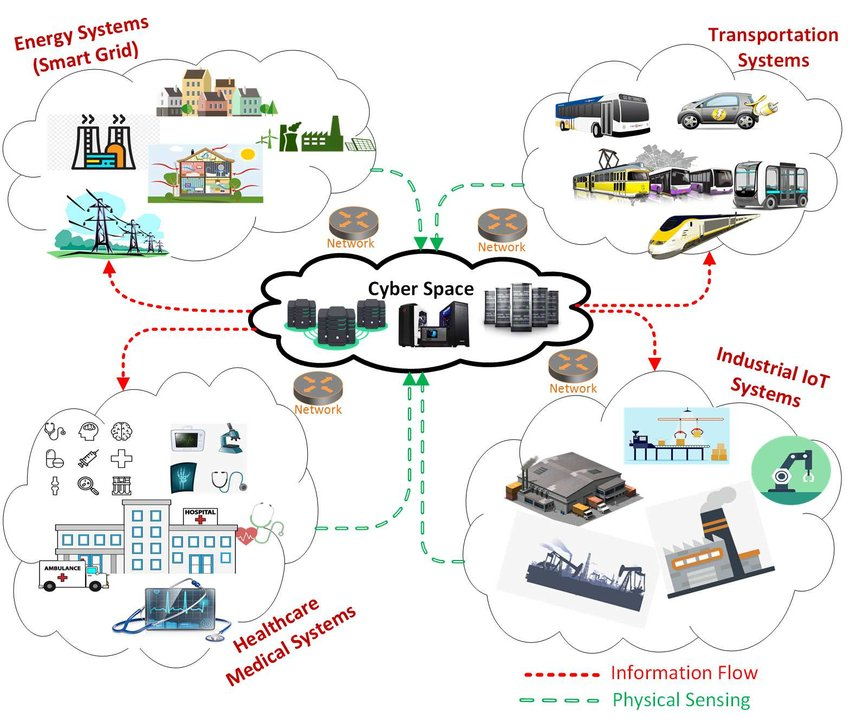 Energy Systems
(Smart Grid)
Transportation
Systems
Network
Network
Cyber Space
Industrial IoT
Systems
Network
Network
HOSPITAL
AMBULANCE
Healthcare
Medical Systems
Information Flow
Physical Sensing